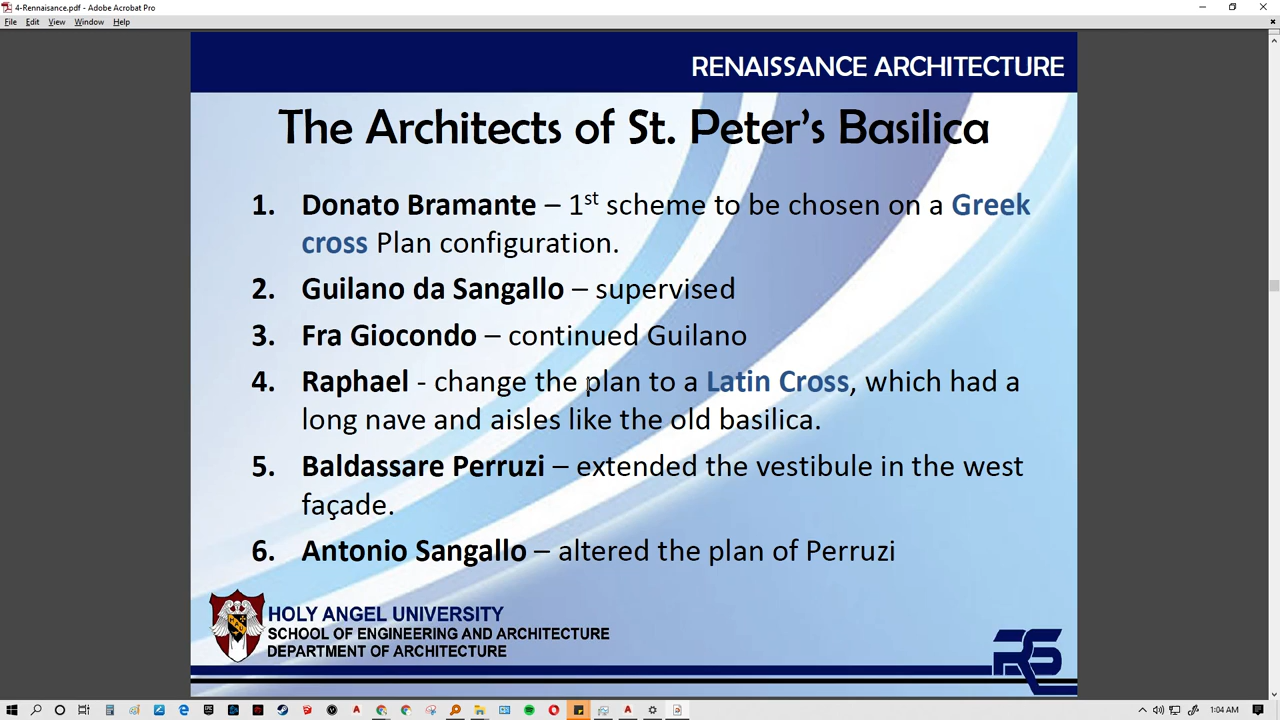 4-Rennaisance.pdf - Adobe Acrobat Pro
File Edit View Window Help
RENAISSANCE ARCHITECTURE
The Architects of St. Peter's Basilica
1. Donato Bramante – 1st scheme to be chosen on a Greek
cross Plan configuration.
2. Guilano da Sangallo – supervised
3. Fra Giocondo – continued Guilano
4. Raphael - change the plan to a Latin Cross, which had a
long nave and aisles like the old basilica.
5. Baldassare Perruzi – extended the vestibule in the west
façade.
6. Antonio Sangallo – altered the plan of Perruzi
HOLY ANGEL UNIVERSITY
SCHOOL OF ENGINEERING AND ARCHITECTURE
DEPARTMENT OF ARCHITECTURE
RS
1:04 AM